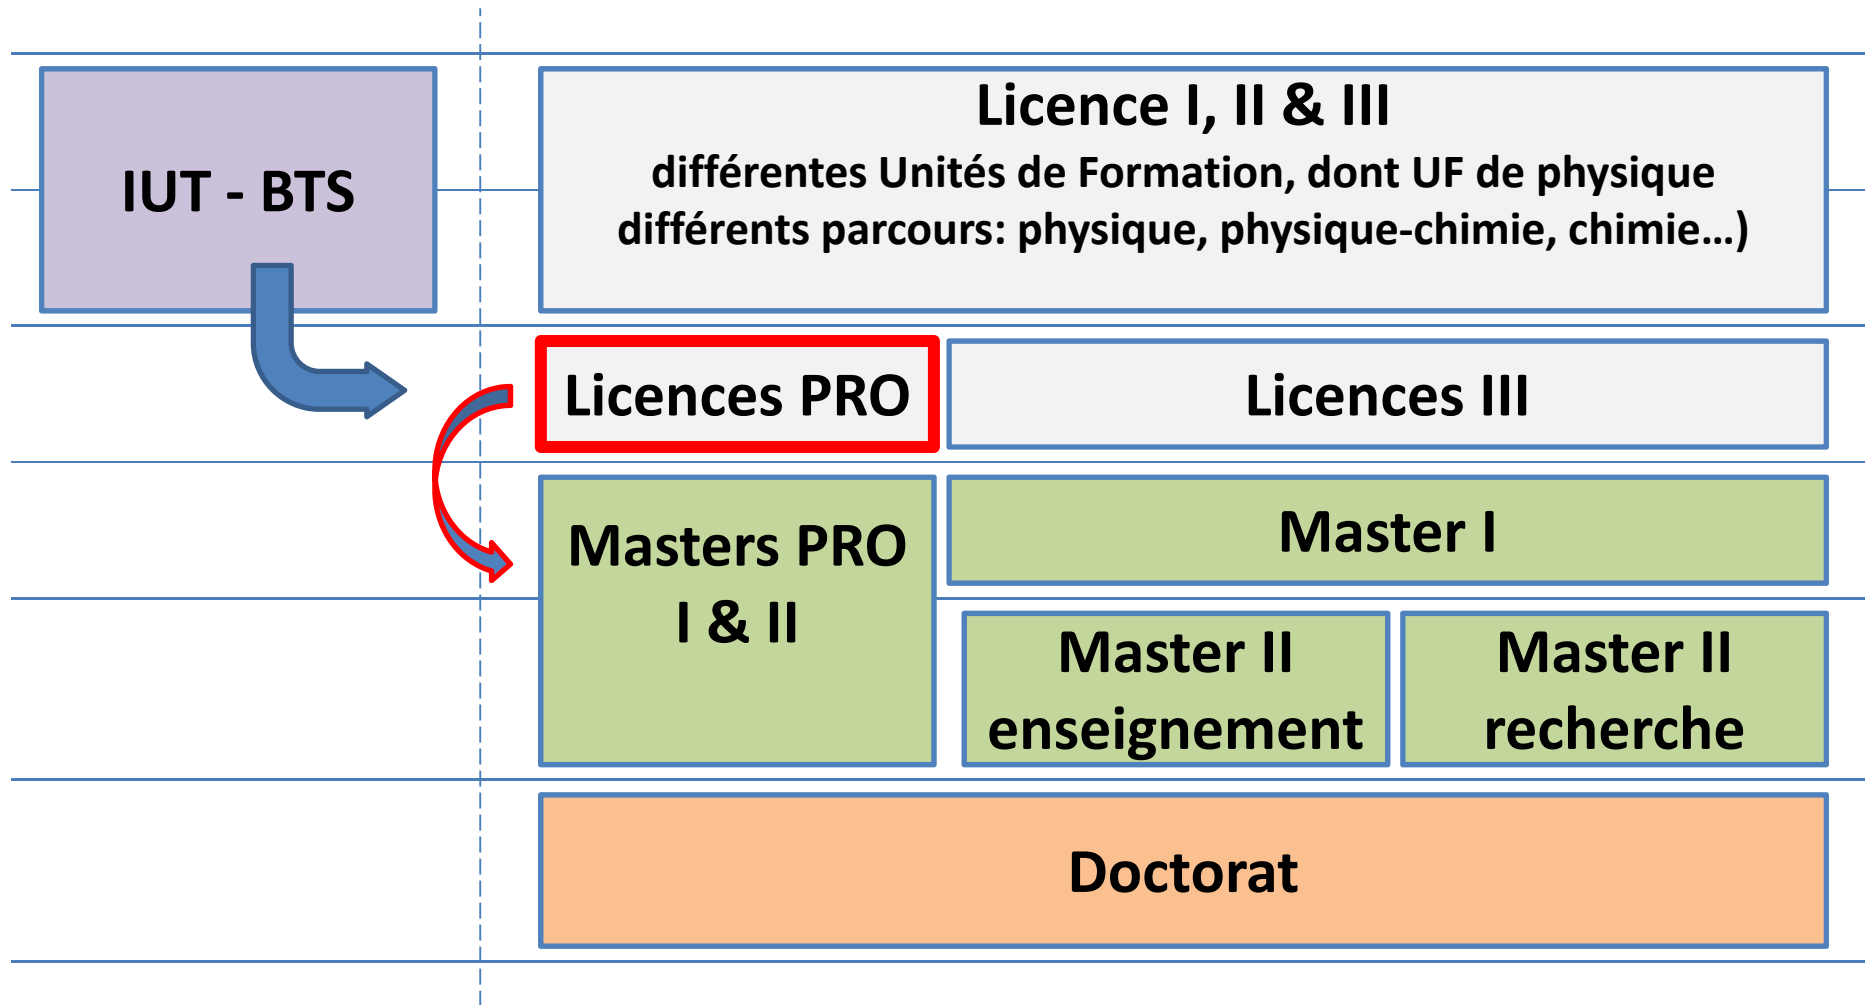 IUT - BTS
Licence I, II & III
différentes Unités de Formation, dont UF de physique
différents parcours: physique, physique-chimie, chimie...)
Licences PRO
Licences III
Masters PRO
I & II
Master I
Master II
enseignement
Master II
recherche
Doctorat